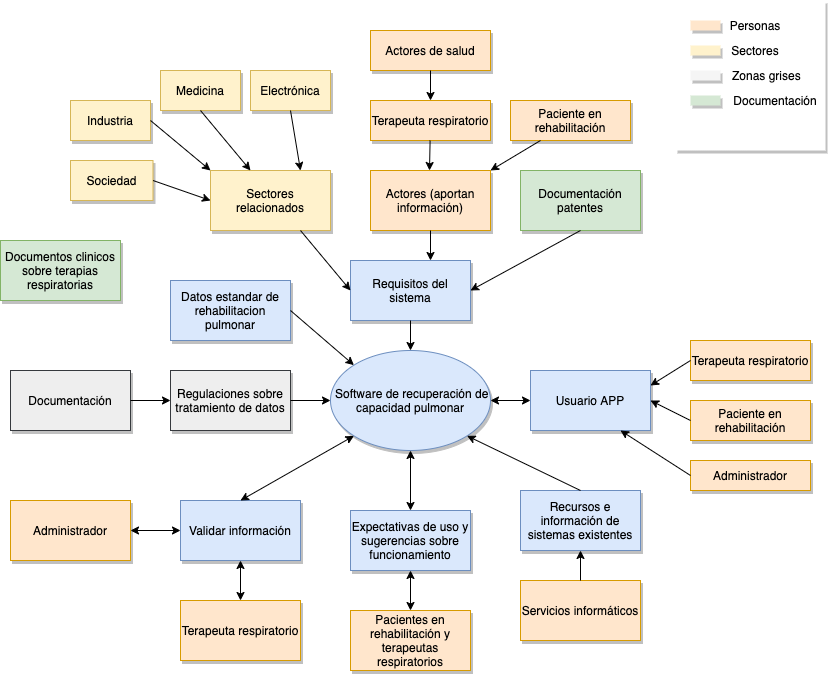 Personas
Sectores
Zonas grises
Documentación
Actores de salud
Medicina
Electrónica
Industria
Terapeuta respiratorio
Paciente en
rehabilitación
Sociedad
Sectores
relacionados
Actores (aportan
información)
Documentación
patentes
Documentos clinicos
sobre terapias
respiratorias
Datos estandar de
rehabilitacion
pulmonar
Requisitos del
sistema
Documentación
Regulaciones sobre
tratamiento de datos
Software de recuperación de
capacidad pulmonar
Usuario APP
Terapeuta respiratorio
Paciente en
rehabilitación
Administrador
Administrador
Validar información
Expectativas de uso y
sugerencias sobre
funcionamiento
Recursos e
información de
sistemas existentes
Terapeuta respiratorio
Pacientes en
rehabilitación y
terapeutas
respiratorios
Servicios informáticos